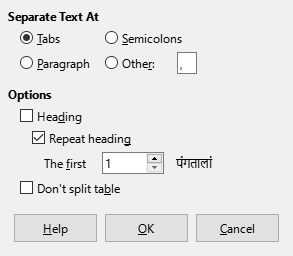 Separate Text At
Tabs Semicolons
Paragraph Other: ,
Options
Heading
Repeat heading
The first 1 पंगतालां
Don't split table
Help OK Cancel